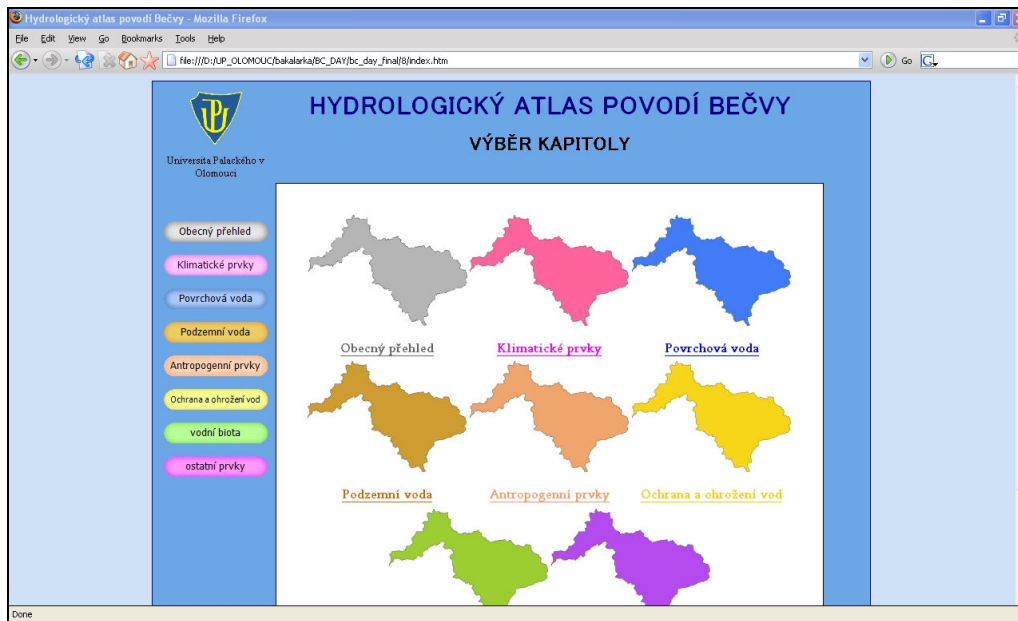 Hydrologický atlas povodí Bečvy - Mozilla Firefox
File Edit View Go Bookmarks Tools Help
file:///D:/UP_OLOMOUC/bakalarka/BC_DAY/bc_day_final/8/index.htm
Go
G
Universita Palackého v
Olomouci
HYDROLOGICKÝ ATLAS POVODÍ BEČVY
VÝBĚR KAPITOLY
Obecný přehled
Klimatické prvky
Povrchová voda
Podzemní voda
Antropogenní prvky
Ochrana a ohrožení vod
vodní biota
ostatní prvky
Obecný přehled Klimatické prvky Povrchová voda
Podzemní voda Antropogenní prvky Ochrana a ohrožení vod
Done